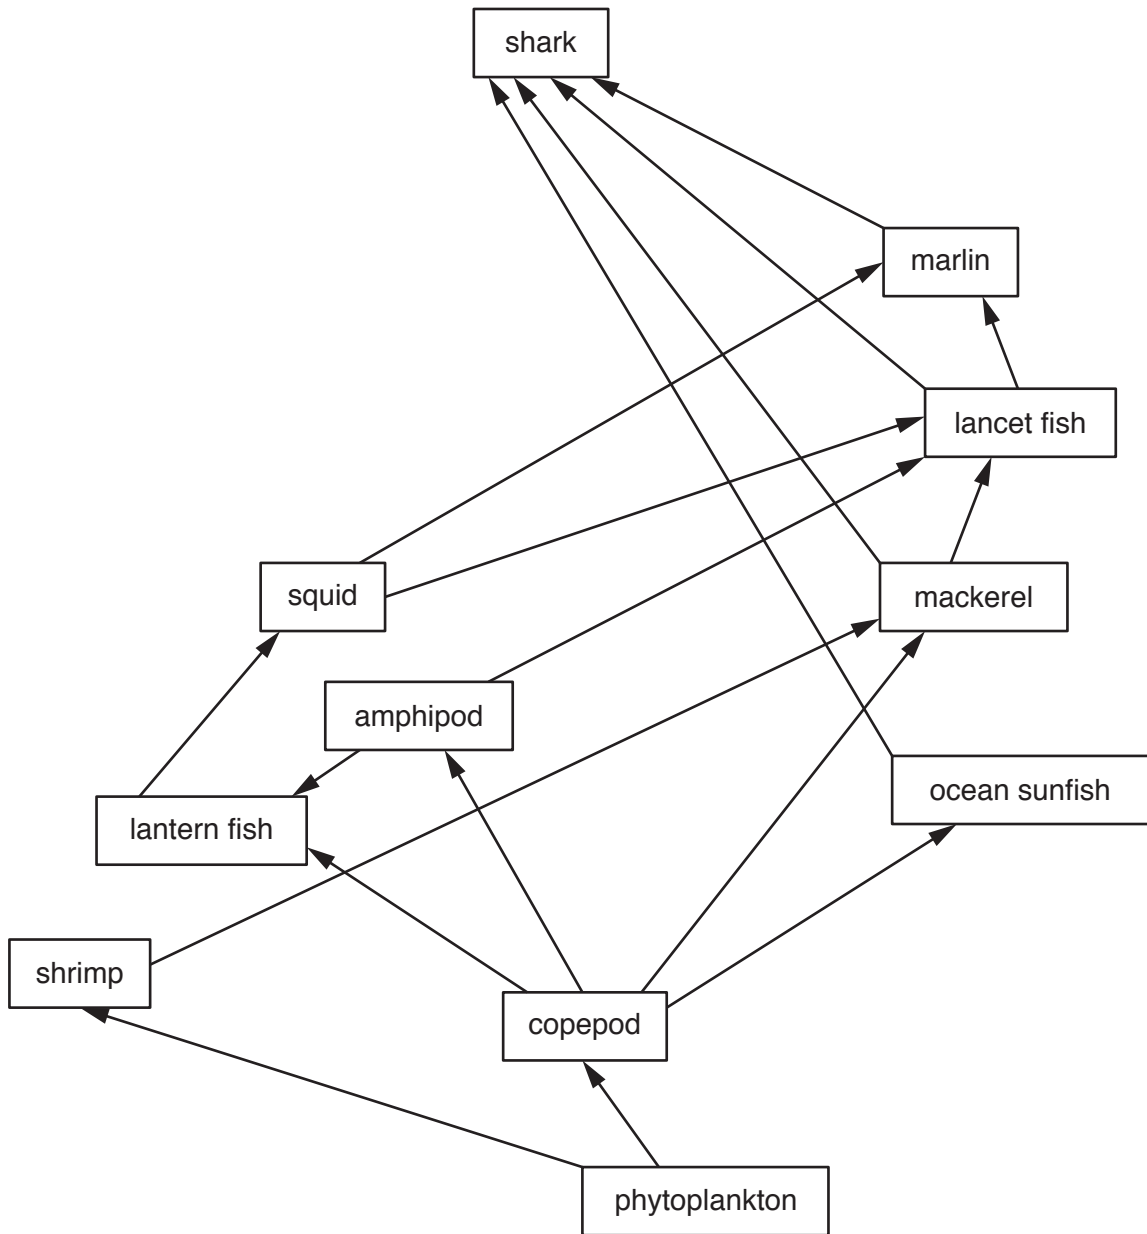 shark
marlin
lancet fish
squid
mackerel
amphipod
ocean sunfish
lantern fish
shrimp
copepod
phytoplankton